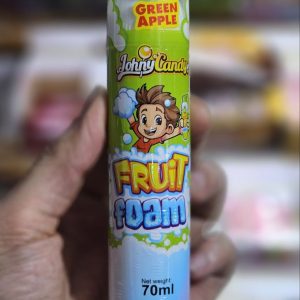 GREEN
APPLE
Johny Candy
FRUIT
foam
Net weight:
70ml